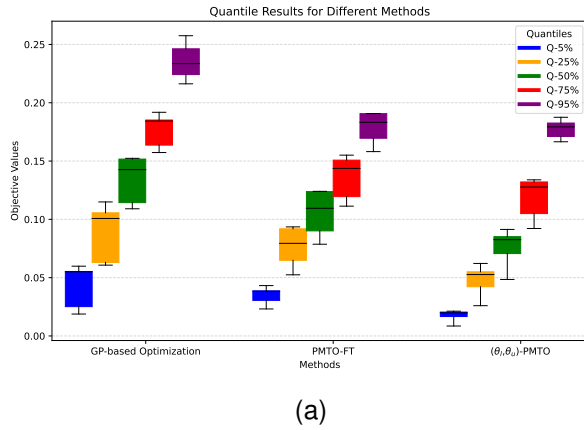 Quantile Results for Different Methods
Quantiles
Q-5%
Q-25%
Q-50%
Q-75%
Q-95%
Objective Values
0.25
0.20
0.15
0.10
0.05
0.00
GP-based Optimization PMTO-FT (θl,θu)-PMTO
Methods
(a)